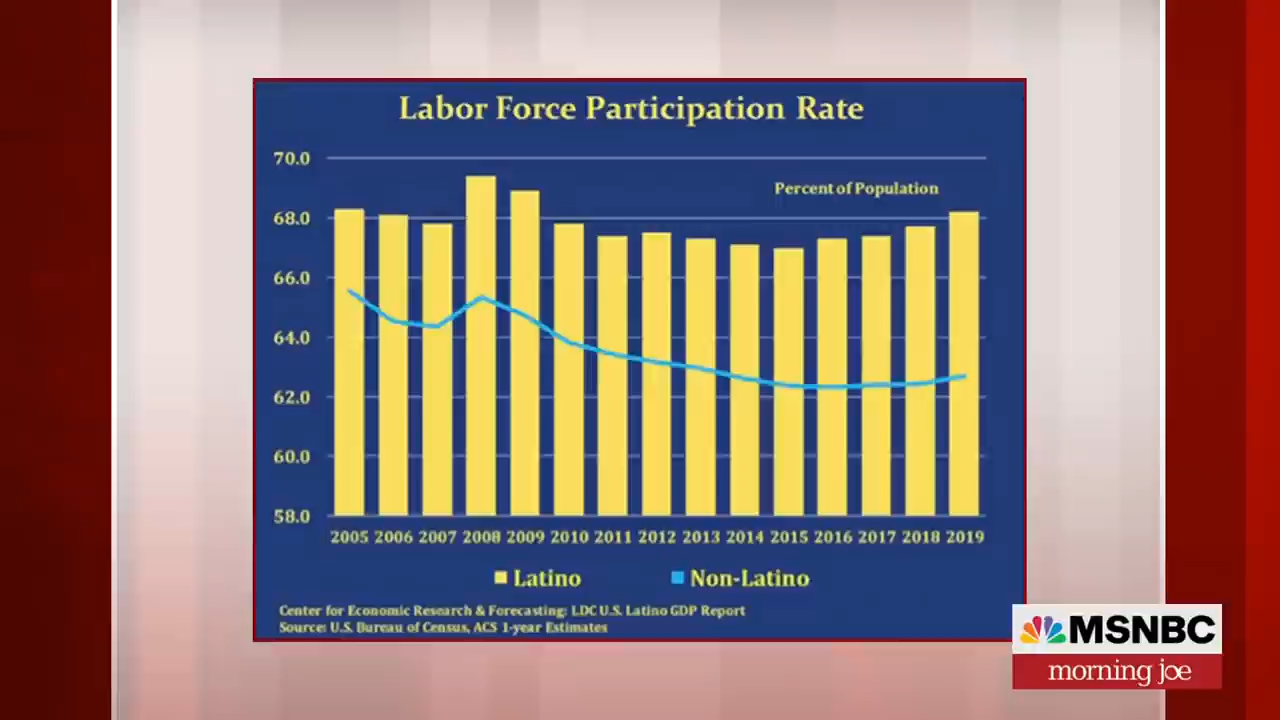 Labor Force Participation Rate
70.0
Percent of Population
68.0
66.0
64.0
62.0
60.0
58.0
2005 2006 2007 2008 2009 2010 2011 2012 2013 2014 2015 2016 2017 2018 2019
Latino Non-Latino
Center for Economic Research & Forecasting: LDC U.S. Latino GDP Report
Source: U.S. Bureau of Census, ACS 1-year Estimates
MSNBC
morning joe